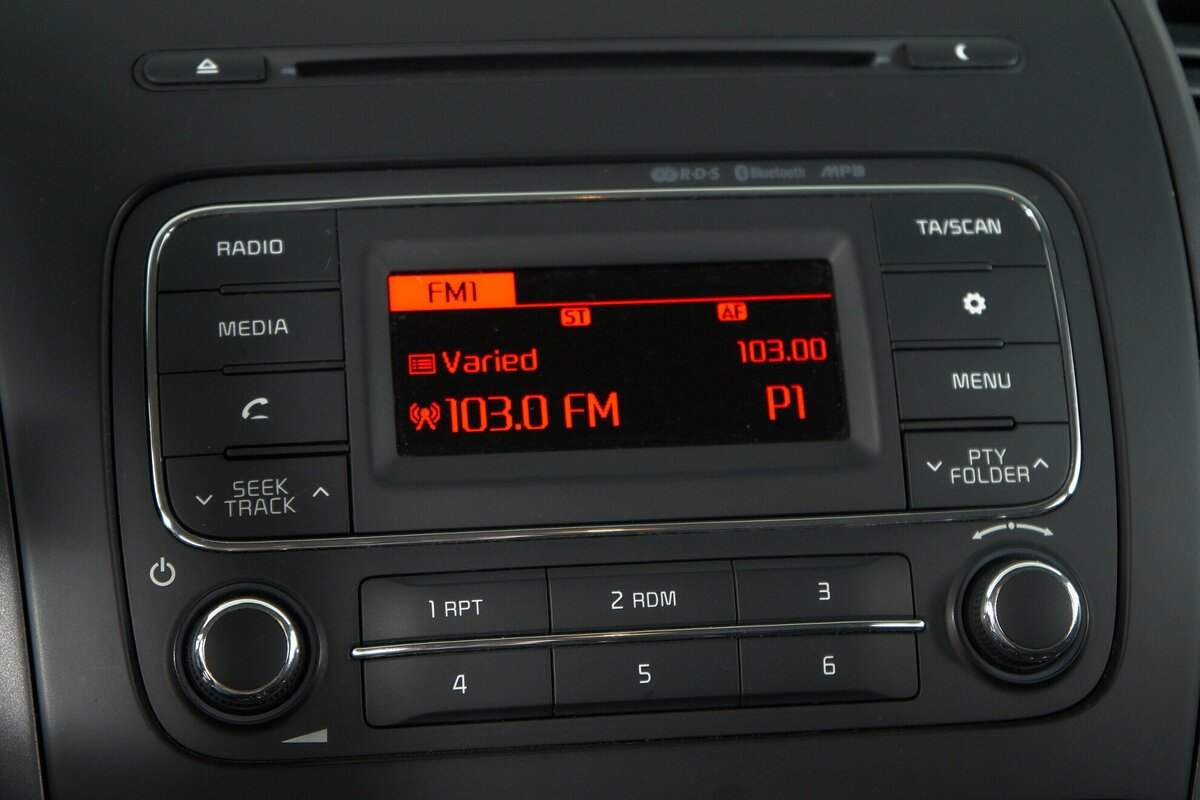 R·D·S Bluetooth MP3
RADIO
MEDIA
SEEK
TRACK
FM1
ST AF
Varied 103.00
103.0 FM P1
TA/SCAN
MENU
PTY
FOLDER
1 RPT 2 RDM 3
4 5 6